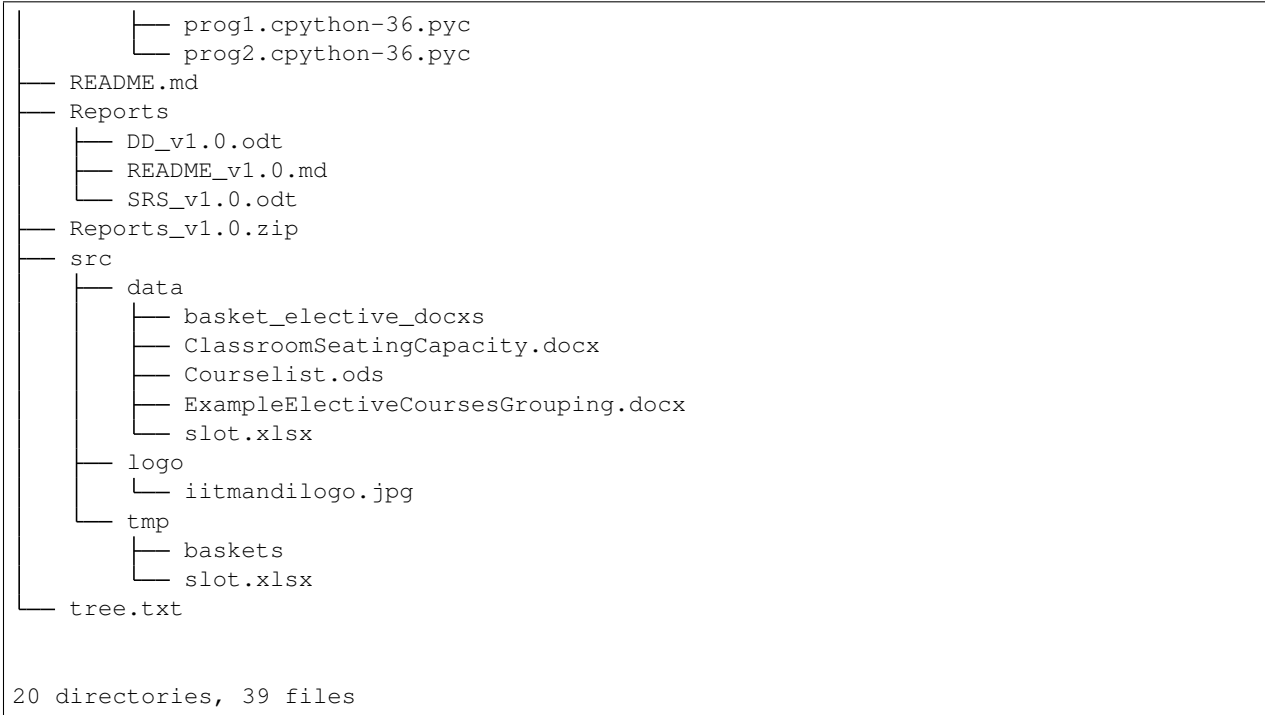 │       ├── prog1.cpython-36.pyc
│       └── prog2.cpython-36.pyc
├── README.md
├── Reports
│   ├── DD_v1.0.odt
│   ├── README_v1.0.md
│   └── SRS_v1.0.odt
├── Reports_v1.0.zip
├── src
│   ├── data
│   │   ├── basket_elective_docxs
│   │   ├── ClassroomSeatingCapacity.docx
│   │   ├── Courselist.ods
│   │   ├── ExampleElectiveCoursesGrouping.docx
│   │   └── slot.xlsx
│   ├── logo
│   │   └── iitmandilogo.jpg
│   └── tmp
│       ├── baskets
│       └── slot.xlsx
└── tree.txt
20 directories, 39 files